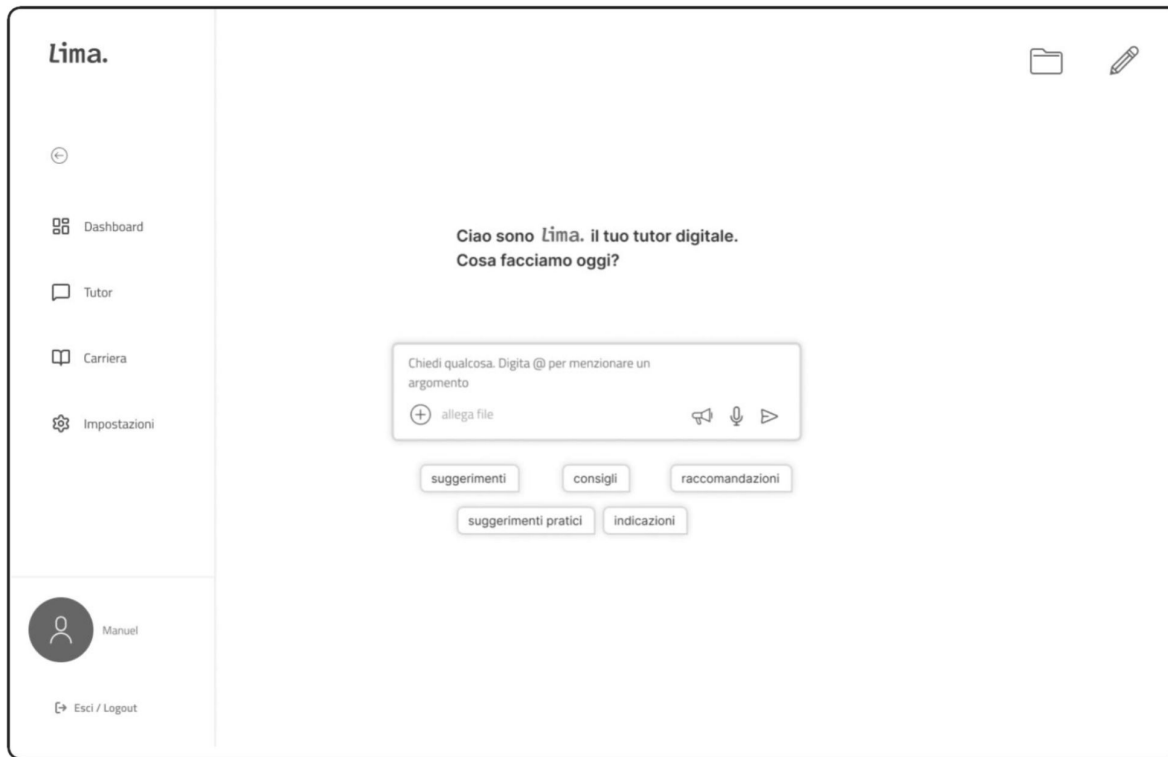 Lima.
Dashboard
Tutor
Carriera
Impostazioni
Manuel
Esci / Logout
Ciao sono Lima. il tuo tutor digitale.
Cosa facciamo oggi?
Chiedi qualcosa. Digita @ per menzionare un
argomento
allega file
suggerimenti consigli raccomandazioni
suggerimenti pratici indicazioni